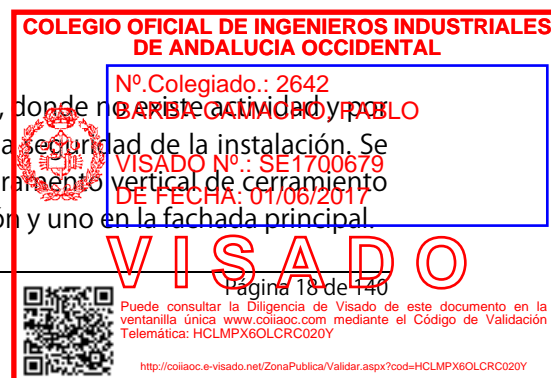 COLEGIO OFICIAL DE INGENIEROS INDUSTRIALES
DE ANDALUCIA OCCIDENTAL
Nº.Colegiado.: 2642
, donde no existe actividad y por
BARBA CAMACHO, PABLO
a seguridad de la instalación. Se
VISADO Nº.: SE1700679
ramento vertical de cerramiento
DE FECHA: 01/06/2017
ón y uno en la fachada principal.
VISADO
Página 18 de 140
Puede consultar la Diligencia de Visado de este documento en la
ventanilla única www.coiiaoc.com mediante el Código de Validación
Telemática: HCLMPX6OLCRC020Y
http://coiiaoc.e-visado.net/ZonaPublica/Validar.aspx?cod=HCLMPX6OLCRC020Y